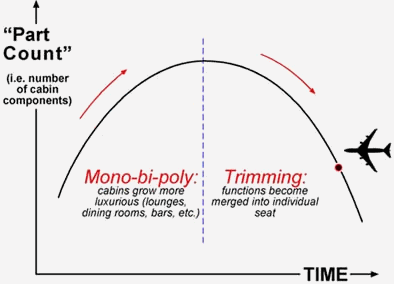 “Part
Count”
(i.e. number
of cabin
components)
Mono-bi-poly:
cabins grow more
luxurious (lounges,
dining rooms, bars, etc.)
Trimming:
functions become
merged into individual
seat
TIME